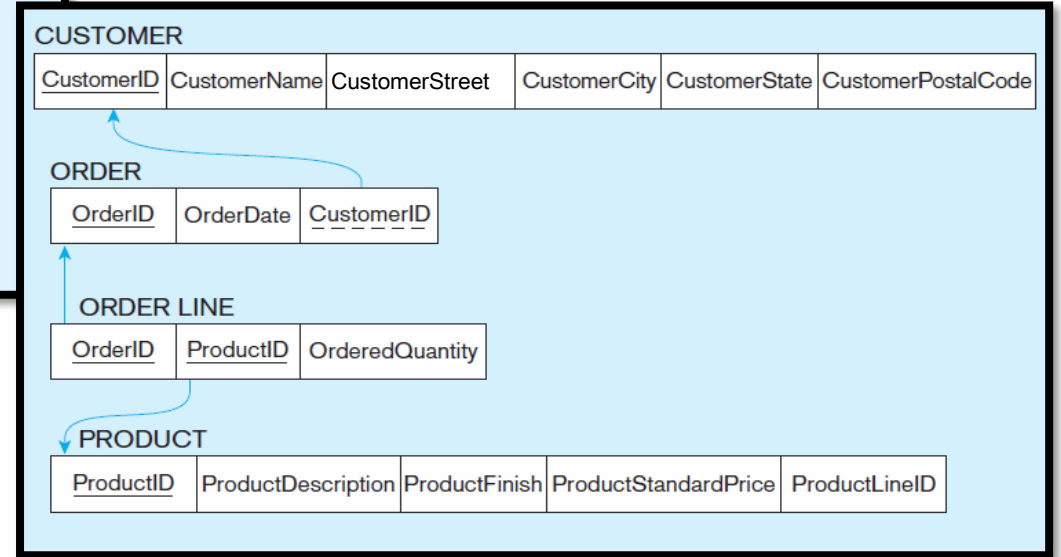 CUSTOMER
CustomerID CustomerName CustomerStreet CustomerCity CustomerState CustomerPostalCode
ORDER
OrderID OrderDate CustomerID
ORDER LINE
OrderID ProductID OrderedQuantity
PRODUCT
ProductID ProductDescription ProductFinish ProductStandardPrice ProductLineID